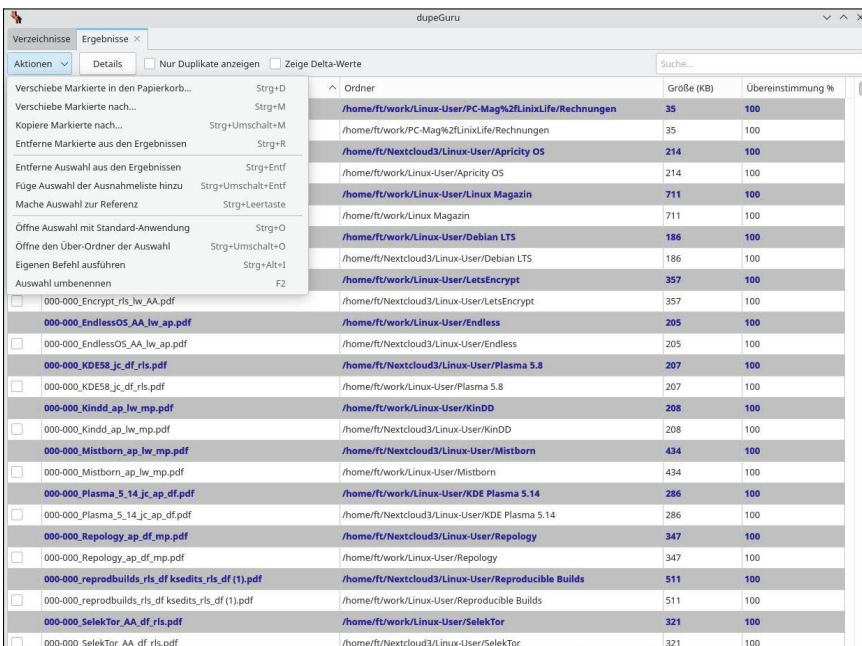 dupeGuru
Verzeichnisse Ergebnisse
Aktionen Details Nur Duplikate anzeigen Zeige Delta-Werte Suche...
Verschiebe Markierte in den Papierkorb... Strg+D
Verschiebe Markierte nach... Strg+M
Kopiere Markierte nach... Strg+Umschalt+M
Entferne Markierte aus den Ergebnissen Strg+R
Entferne Auswahl aus den Ergebnissen Strg+Entf
Füge Auswahl der Ausnahmeliste hinzu Strg+Umschalt+Entf
Mache Auswahl zur Referenz Strg+Leertaste
Öffne Auswahl mit Standard-Anwendung Strg+O
Öffne den Über-Ordner der Auswahl Strg+Umschalt+O
Eigenen Befehl ausführen Strg+Alt+I
Auswahl umbenennen F2
Ordner Größe (KB) Übereinstimmung %
/home/ft/work/Linux-User/PC-Mag%2fLinixLife/Rechnungen 35 100
/home/ft/work/PC-Mag%2fLinixLife/Rechnungen 35 100
/home/ft/Nextcloud3/Linux-User/Apricity OS 214 100
/home/ft/work/Linux-User/Apricity OS 214 100
/home/ft/work/Linux-User/Linux Magazin 711 100
/home/ft/work/Linux Magazin 711 100
/home/ft/work/Linux-User/Debian LTS 186 100
/home/ft/Nextcloud3/Linux-User/Debian LTS 186 100
/home/ft/work/Linux-User/LetsEncrypt 357 100
000-000_Encrypt_rls_lw_AA.pdf /home/ft/Nextcloud3/Linux-User/LetsEncrypt 357 100
000-000_EndlessOS_AA_lw_ap.pdf /home/ft/work/Linux-User/Endless 205 100
000-000_EndlessOS_AA_lw_ap.pdf /home/ft/Nextcloud3/Linux-User/Endless 205 100
000-000_KDE58_jc_df_rls.pdf /home/ft/Nextcloud3/Linux-User/Plasma 5.8 207 100
000-000_KDE58_jc_df_rls.pdf /home/ft/work/Linux-User/Plasma 5.8 207 100
000-000_Kindd_ap_lw_mp.pdf /home/ft/work/Linux-User/KinDD 208 100
000-000_Kindd_ap_lw_mp.pdf /home/ft/Nextcloud3/Linux-User/KinDD 208 100
000-000_Mistborn_ap_lw_mp.pdf /home/ft/work/Linux-User/Mistborn 434 100
000-000_Mistborn_ap_lw_mp.pdf /home/ft/Nextcloud3/Linux-User/Mistborn 434 100
000-000_Plasma_5_14_jc_ap_df.pdf /home/ft/work/Linux-User/KDE Plasma 5.14 286 100
000-000_Plasma_5_14_jc_ap_df.pdf /home/ft/Nextcloud3/Linux-User/KDE Plasma 5.14 286 100
000-000_Repology_ap_df_mp.pdf /home/ft/Nextcloud3/Linux-User/Repology 347 100
000-000_Repology_ap_df_mp.pdf /home/ft/work/Linux-User/Repology 347 100
000-000_reprodbuilds_rls_df ksedits_rls_df (1).pdf /home/ft/Nextcloud3/Linux-User/Reproducible Builds 511 100
000-000_reprodbuilds_rls_df ksedits_rls_df (1).pdf /home/ft/work/Linux-User/Reproducible Builds 511 100
000-000_SelekTor_AA_df_rls.pdf /home/ft/work/Linux-User/SelekTor 321 100
000-000_SelekTor_AA_df_rls.pdf /home/ft/Nextcloud3/Linux-User/SelekTor 321 100